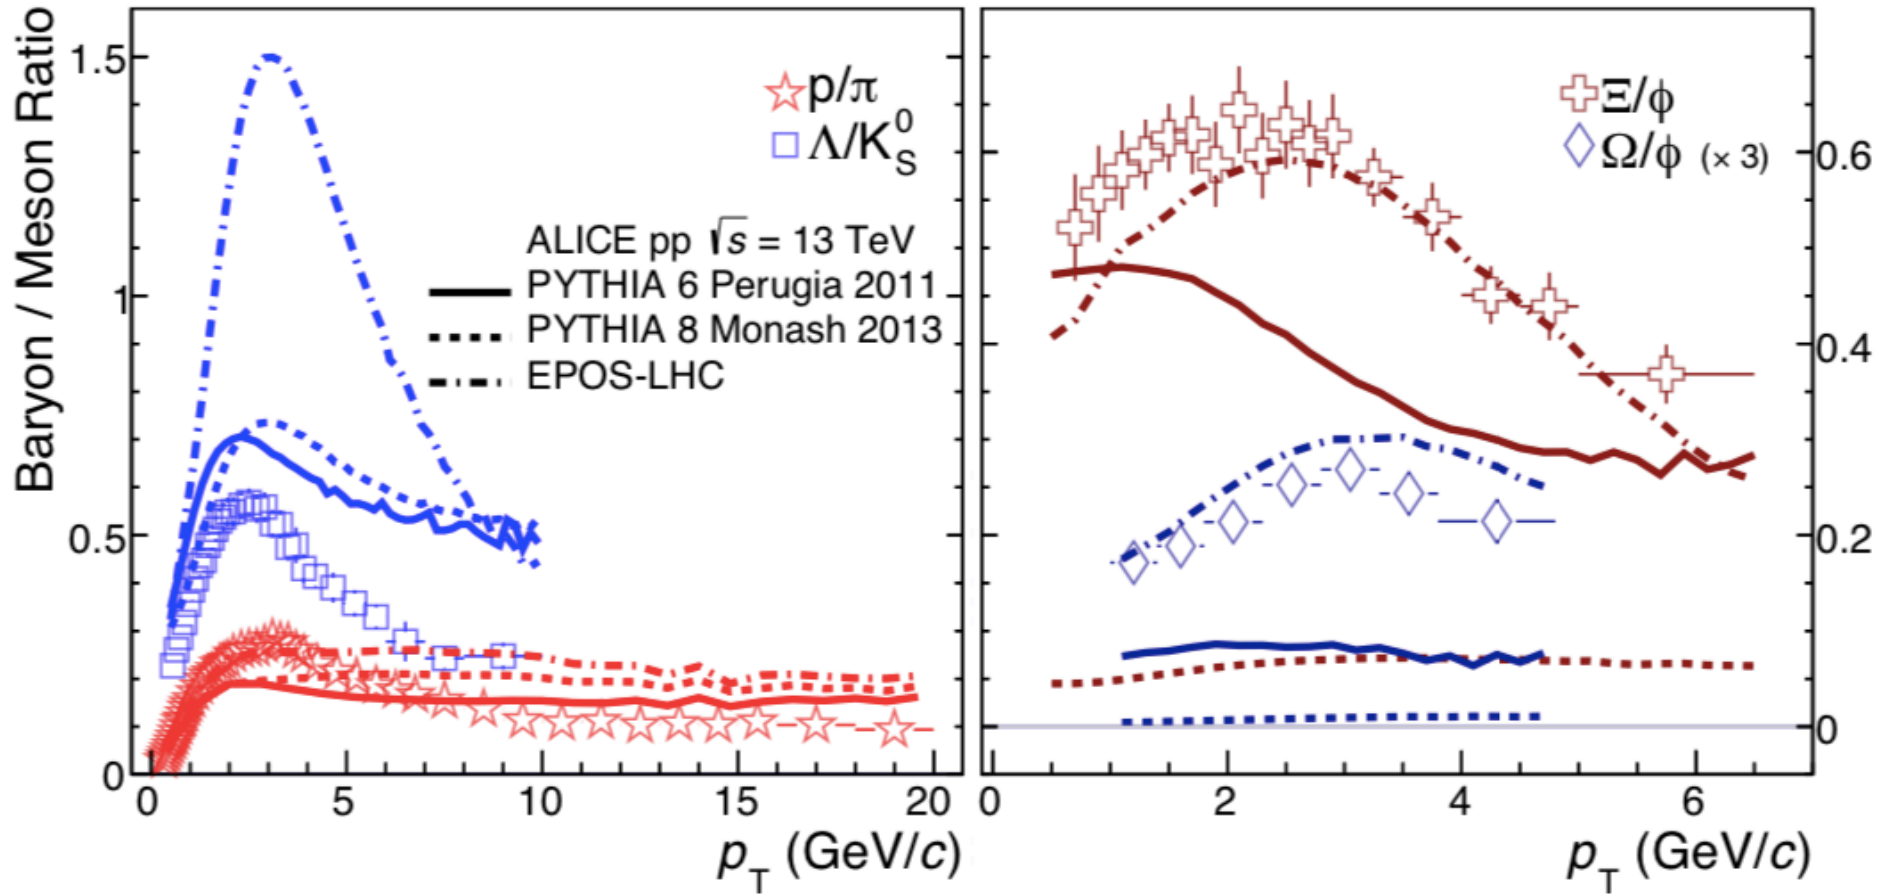 Baryon / Meson Ratio
1.5
1
0.5
0
p/π
Λ/K⁰_S
ALICE pp √s = 13 TeV
PYTHIA 6 Perugia 2011
PYTHIA 8 Monash 2013
EPOS-LHC
0 5 10 15 20
p_T (GeV/c)
Ξ/ϕ
Ω/ϕ (× 3)
0.6
0.4
0.2
0
0 2 4 6
p_T (GeV/c)